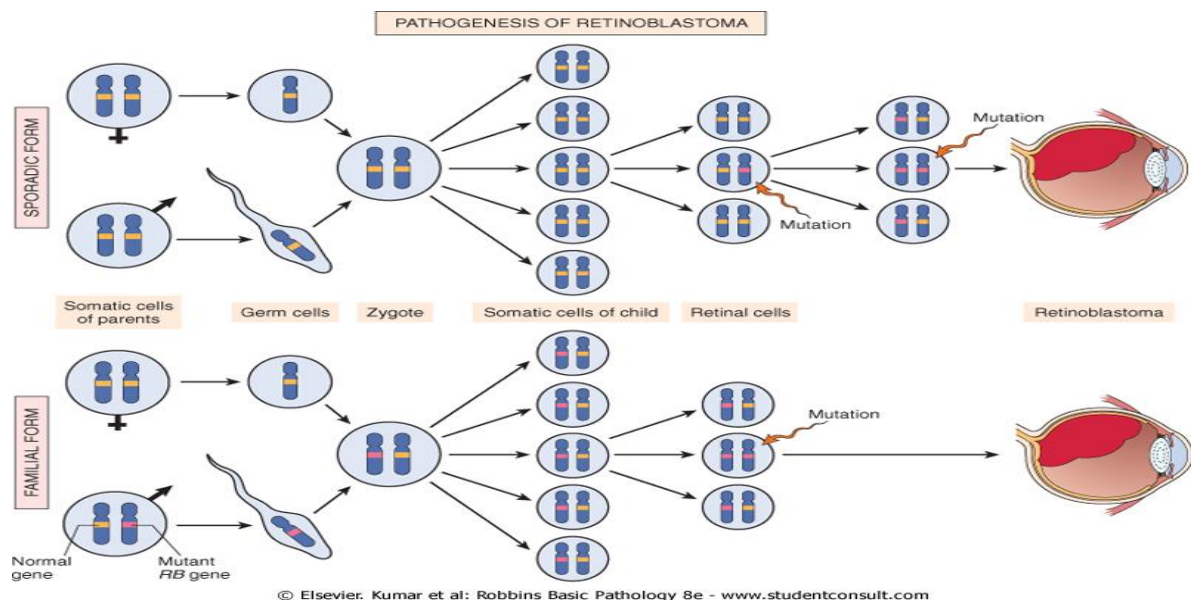 PATHOGENESIS OF RETINOBLASTOMA
SPORADIC FORM
Mutation
Mutation
Somatic cells
of parents
Germ cells
Zygote
Somatic cells of child
Retinal cells
Retinoblastoma
FAMILIAL FORM
Mutation
Normal
gene
Mutant
RB gene
© Elsevier. Kumar et al: Robbins Basic Pathology 8e - www.studentconsult.com